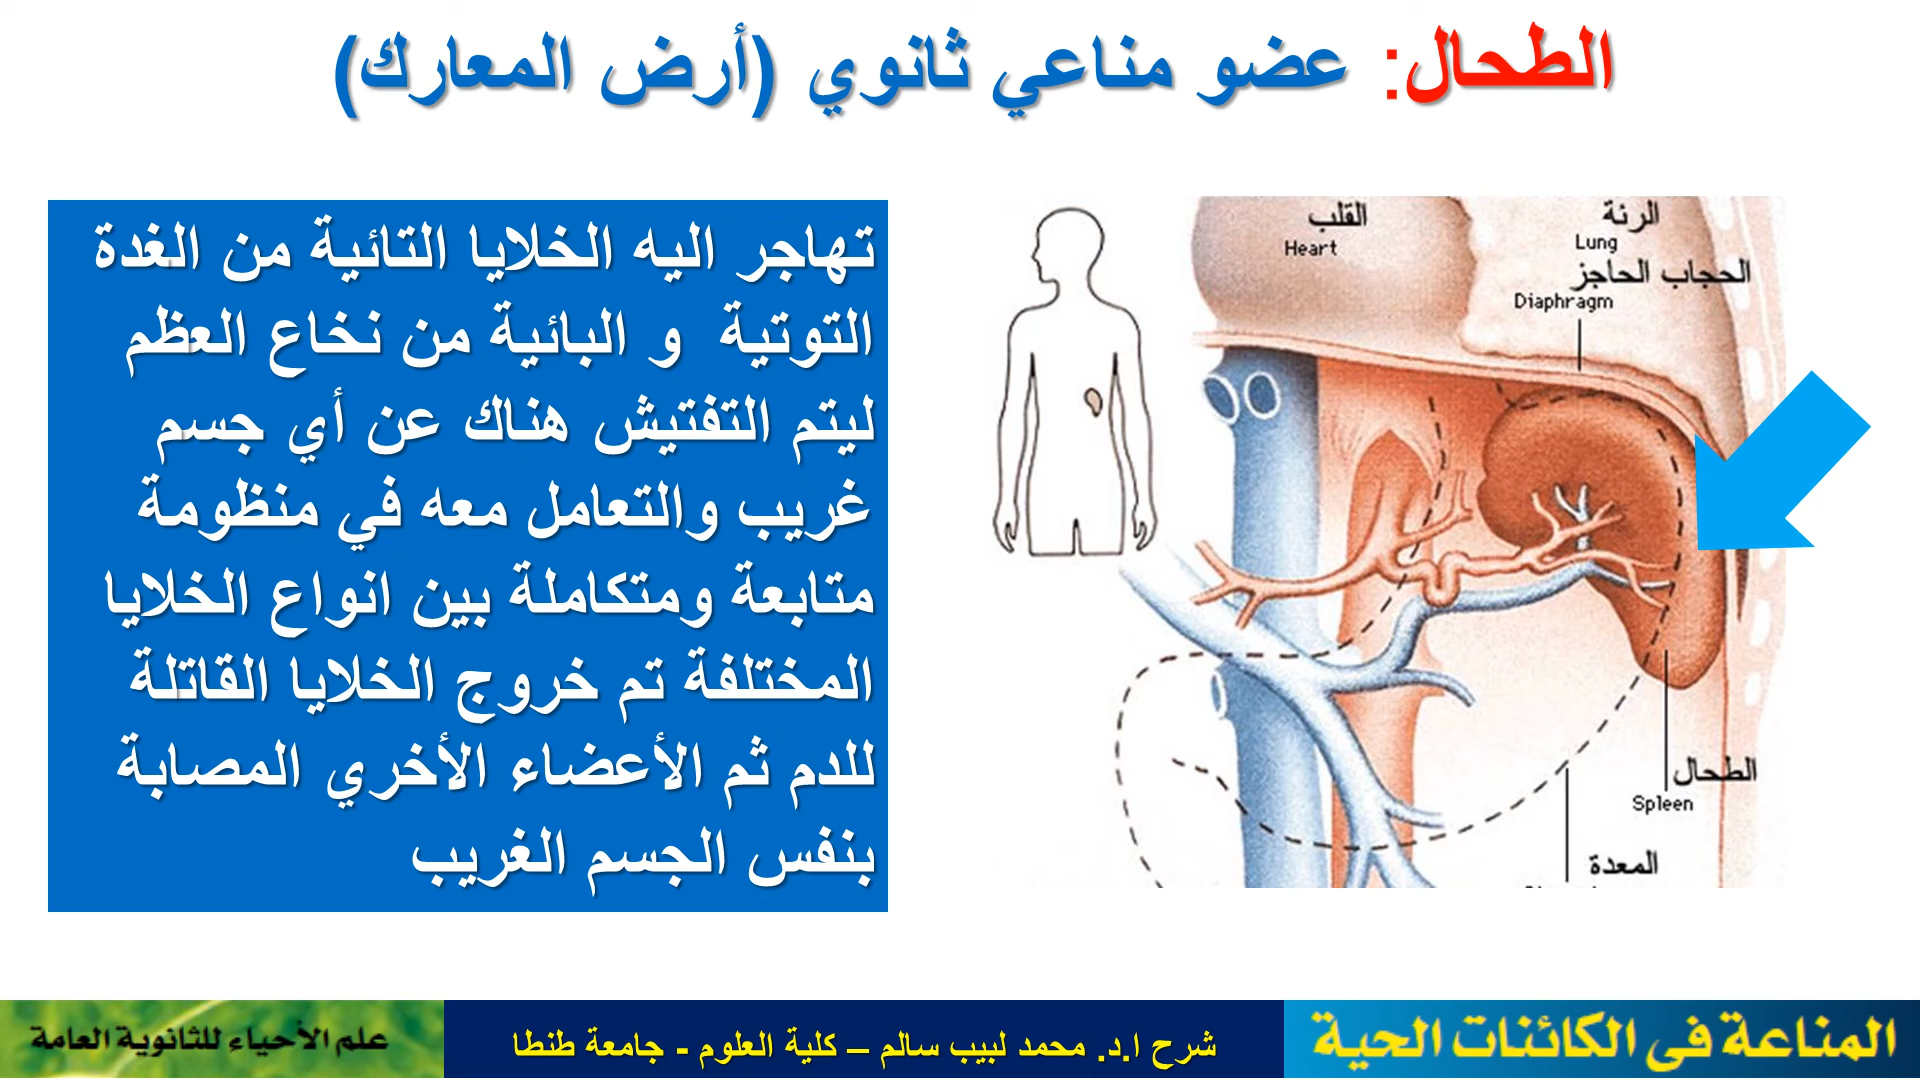 الطحال: عضو مناعي ثانوي (أرض المعارك)
تهاجر اليه الخلايا التائية من الغدة
التوتية و البائية من نخاع العظم
ليتم التفتيش هناك عن أي جسم
غريب والتعامل معه في منظومة
متابعة ومتكاملة بين انواع الخلايا
المختلفة تم خروج الخلايا القاتلة
للدم ثم الأعضاء الأخري المصابة
بنفس الجسم الغريب
القلب
Heart
الرئة
Lung
الحجاب الحاجز
Diaphragm
الطحال
Spleen
المعدة
المناعة في الكائنات الحية
شرح ا.د. محمد لبيب سالم – كلية العلوم - جامعة طنطا
علم الأحياء للثانوية العامة